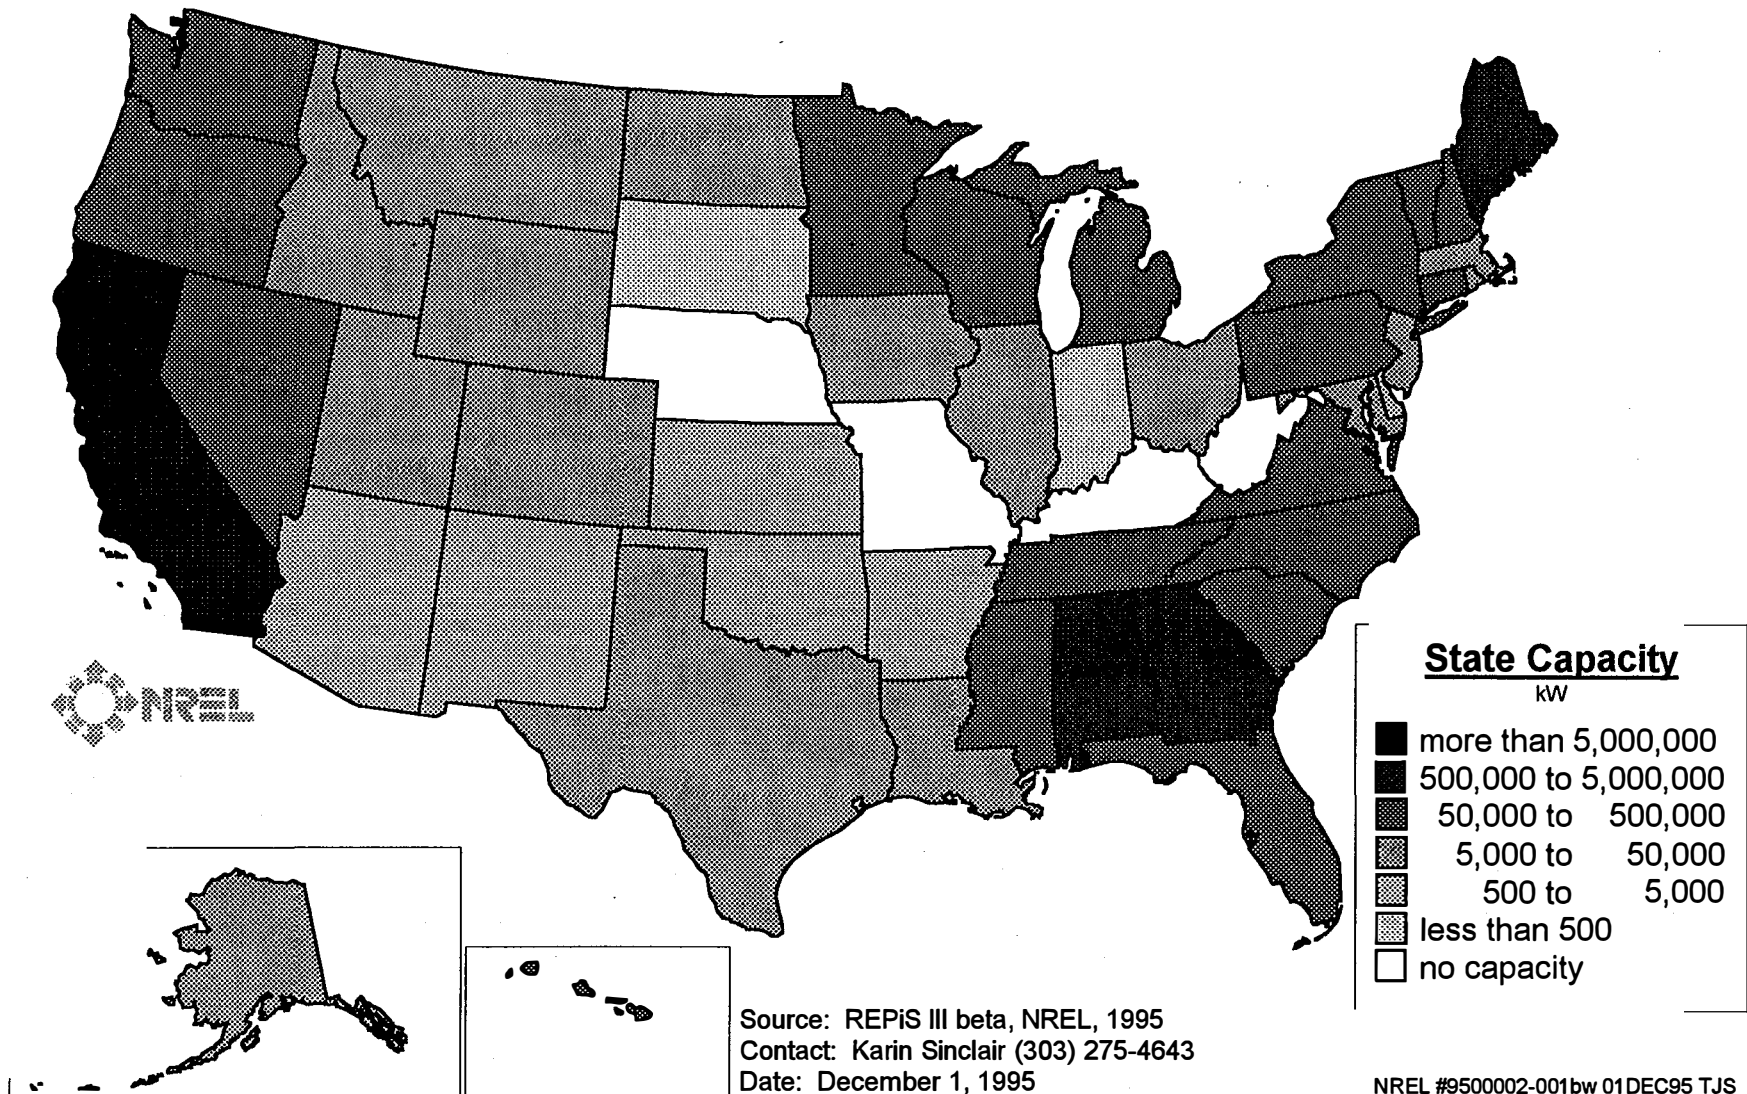 NREL
State Capacity
kW
more than 5,000,000
500,000 to 5,000,000
50,000 to 500,000
5,000 to 50,000
500 to 5,000
less than 500
no capacity
Source: REPiS III beta, NREL, 1995
Contact: Karin Sinclair (303) 275-4643
Date: December 1, 1995
NREL #9500002-001bw 01DEC95 TJS